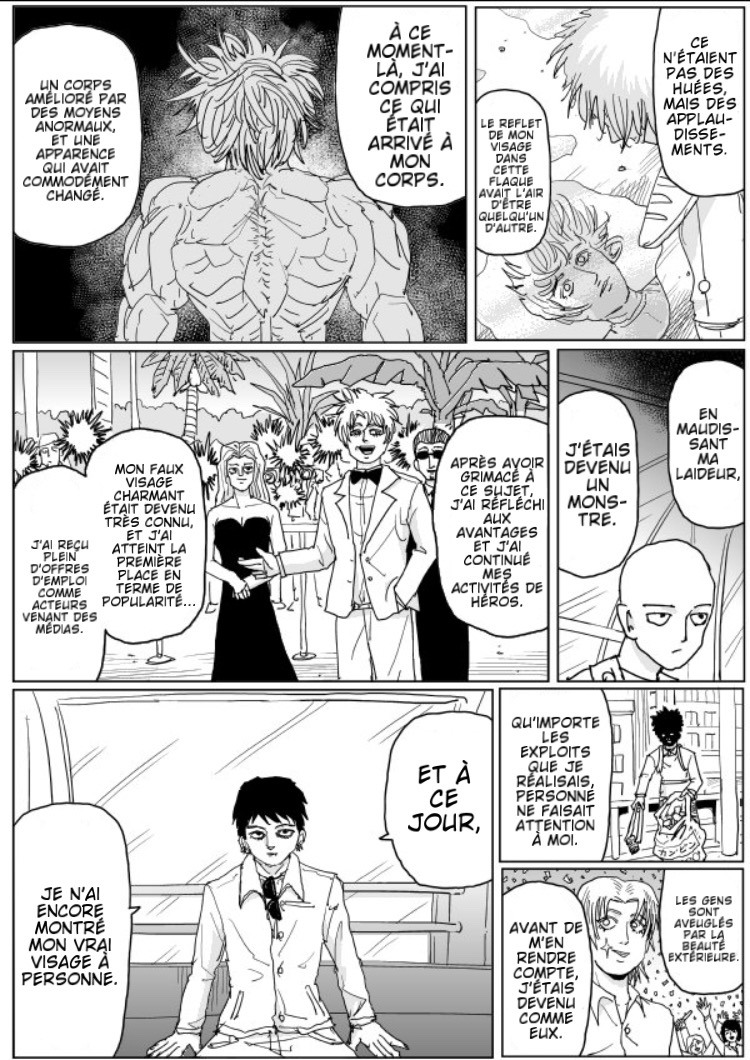 CE
N'ÉTAIENT
PAS DES
HUÉES,
MAIS DES
APPLAU-
DISSE-
MENTS.
LE REFLET
DE MON
VISAGE
DANS
CETTE
FLAQUE
AVAIT L'AIR
D'ÊTRE
QUELQU'UN
D'AUTRE.
À CE
MOMENT-
LÀ, J'AI
COMPRIS
CE QUI
ÉTAIT
ARRIVÉ À
MON
CORPS.
UN CORPS
AMÉLIORÉ PAR
DES MOYENS
ANORMAUX,
ET UNE
APPARENCE
QUI AVAIT
COMMODÉMENT
CHANGÉ.
EN
MAUDIS-
SANT
MA
LAIDEUR,
J'ÉTAIS
DEVENU
UN
MONS-
TRE.
APRÈS AVOIR
GRIMACÉ À
CE SUJET,
J'AI RÉFLÉCHI
AUX
AVANTAGES
ET J'AI
CONTINUÉ
MES
ACTIVITÉS DE
HÉROS.
MON FAUX
VISAGE
CHARMANT
ÉTAIT DEVENU
TRÈS CONNU,
ET J'AI
ATTEINT LA
PREMIÈRE
PLACE EN
TERME DE
POPULARITÉ...
J'AI REÇU
PLEIN
D'OFFRES
D'EMPLOI
COMME
ACTEURS
VENANT DES
MÉDIAS.
QU'IMPORTE
LES
EXPLOITS
QUE JE
RÉALISAIS,
PERSONNE
NE FAISAIT
ATTENTION
À MOI.
LES GENS
SONT
AVEUGLÉS
PAR LA
BEAUTÉ
EXTÉRIEURE.
AVANT DE
M'EN
RENDRE
COMPTE,
J'ÉTAIS
DEVENU
COMME
EUX.
ET À
CE
JOUR,
JE N'AI
ENCORE
MONTRÉ
MON VRAI
VISAGE À
PERSONNE.